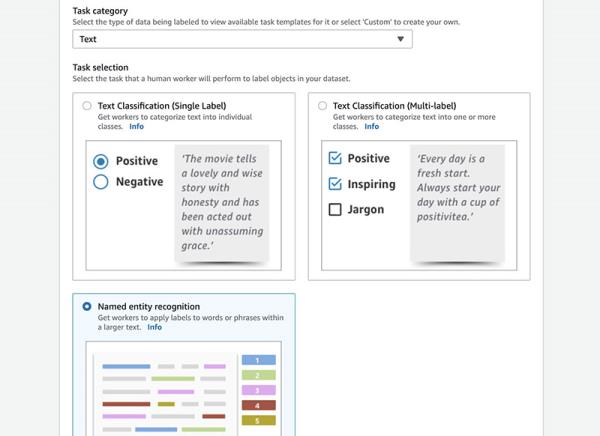 Task category
Select the type of data being labeled to view available task templates for it or select 'Custom' to create your own.
Text
Task selection
Select the task that a human worker will perform to label objects in your dataset.
Text Classification (Single Label)
Get workers to categorize text into individual
classes. Info
Positive
Negative
'The movie tells
a lovely and wise
story with
honesty and has
been acted out
with unassuming
grace.'
Text Classification (Multi-label)
Get workers to categorize text into one or more
classes. Info
Positive
Inspiring
Jargon
'Every day is a
fresh start.
Always start your
day with a cup of
positivitea.'
Named entity recognition
Get workers to apply labels to words or phrases within
a larger text. Info
1
2
3
4
5